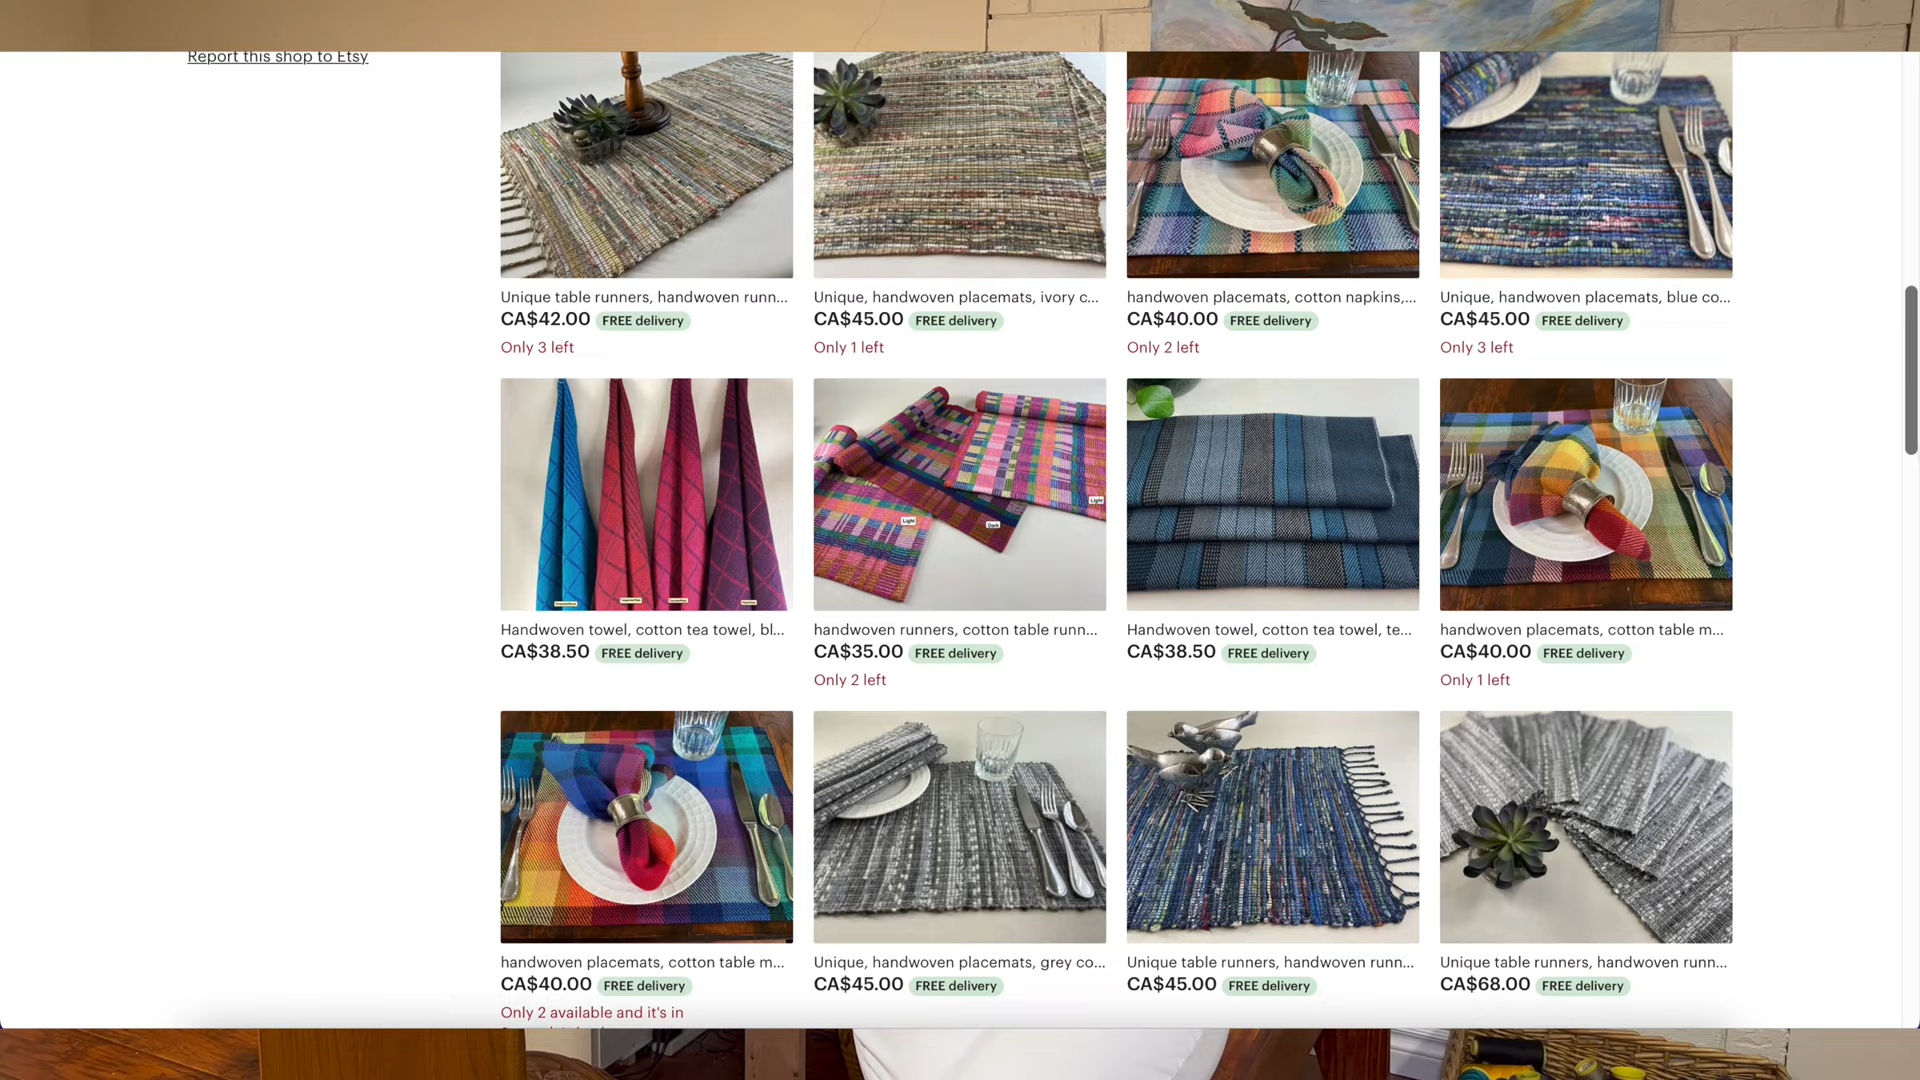 Report this shop to Etsy
Unique table runners, handwoven runn...
CA$42.00 FREE delivery
Only 3 left
Unique, handwoven placemats, ivory c...
CA$45.00 FREE delivery
Only 1 left
handwoven placemats, cotton napkins,...
CA$40.00 FREE delivery
Only 2 left
Unique, handwoven placemats, blue co...
CA$45.00 FREE delivery
Only 3 left
Light
Dark
Light
Handwoven towel, cotton tea towel, bl...
CA$38.50 FREE delivery
handwoven runners, cotton table runn...
CA$35.00 FREE delivery
Only 2 left
Handwoven towel, cotton tea towel, te...
CA$38.50 FREE delivery
handwoven placemats, cotton table m...
CA$40.00 FREE delivery
Only 1 left
handwoven placemats, cotton table m...
CA$40.00 FREE delivery
Only 2 available and it's in
Unique, handwoven placemats, grey co...
CA$45.00 FREE delivery
Unique table runners, handwoven runn...
CA$45.00 FREE delivery
Unique table runners, handwoven runn...
CA$68.00 FREE delivery